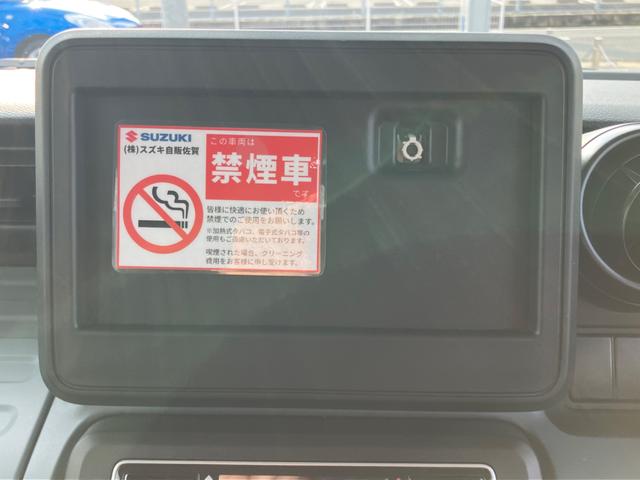 SUZUKI
(株)スズキ自販佐賀
この車両は
禁煙車
です
皆様に快適にお使い頂くため
禁煙でのご使用をお願いします。
※加熱式タバコ、電子式タバコ等の
使用もご遠慮いただいております。
喫煙された場合、クリーニング
費用をお客様に申し受けます。